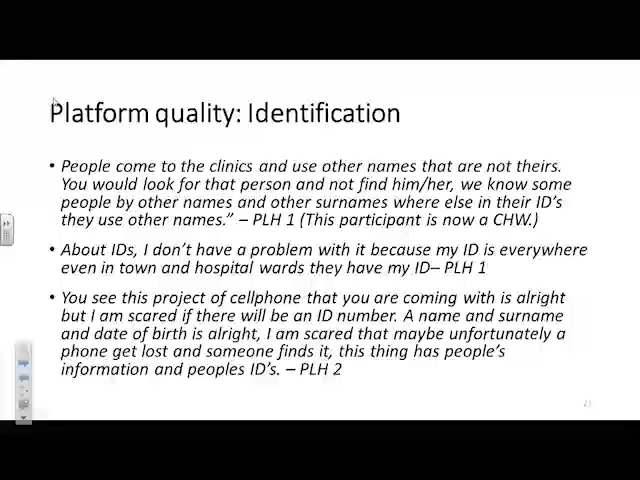 Platform quality: Identification
• People come to the clinics and use other names that are not theirs.
You would look for that person and not find him/her, we know some
people by other names and other surnames where else in their ID's
they use other names." – PLH 1 (This participant is now a CHW.)
• About IDs, I don't have a problem with it because my ID is everywhere
even in town and hospital wards they have my ID– PLH 1
• You see this project of cellphone that you are coming with is alright
but I am scared if there will be an ID number. A name and surname
and date of birth is alright, I am scared that maybe unfortunately a
phone get lost and someone finds it, this thing has people's
information and peoples ID's. – PLH 2